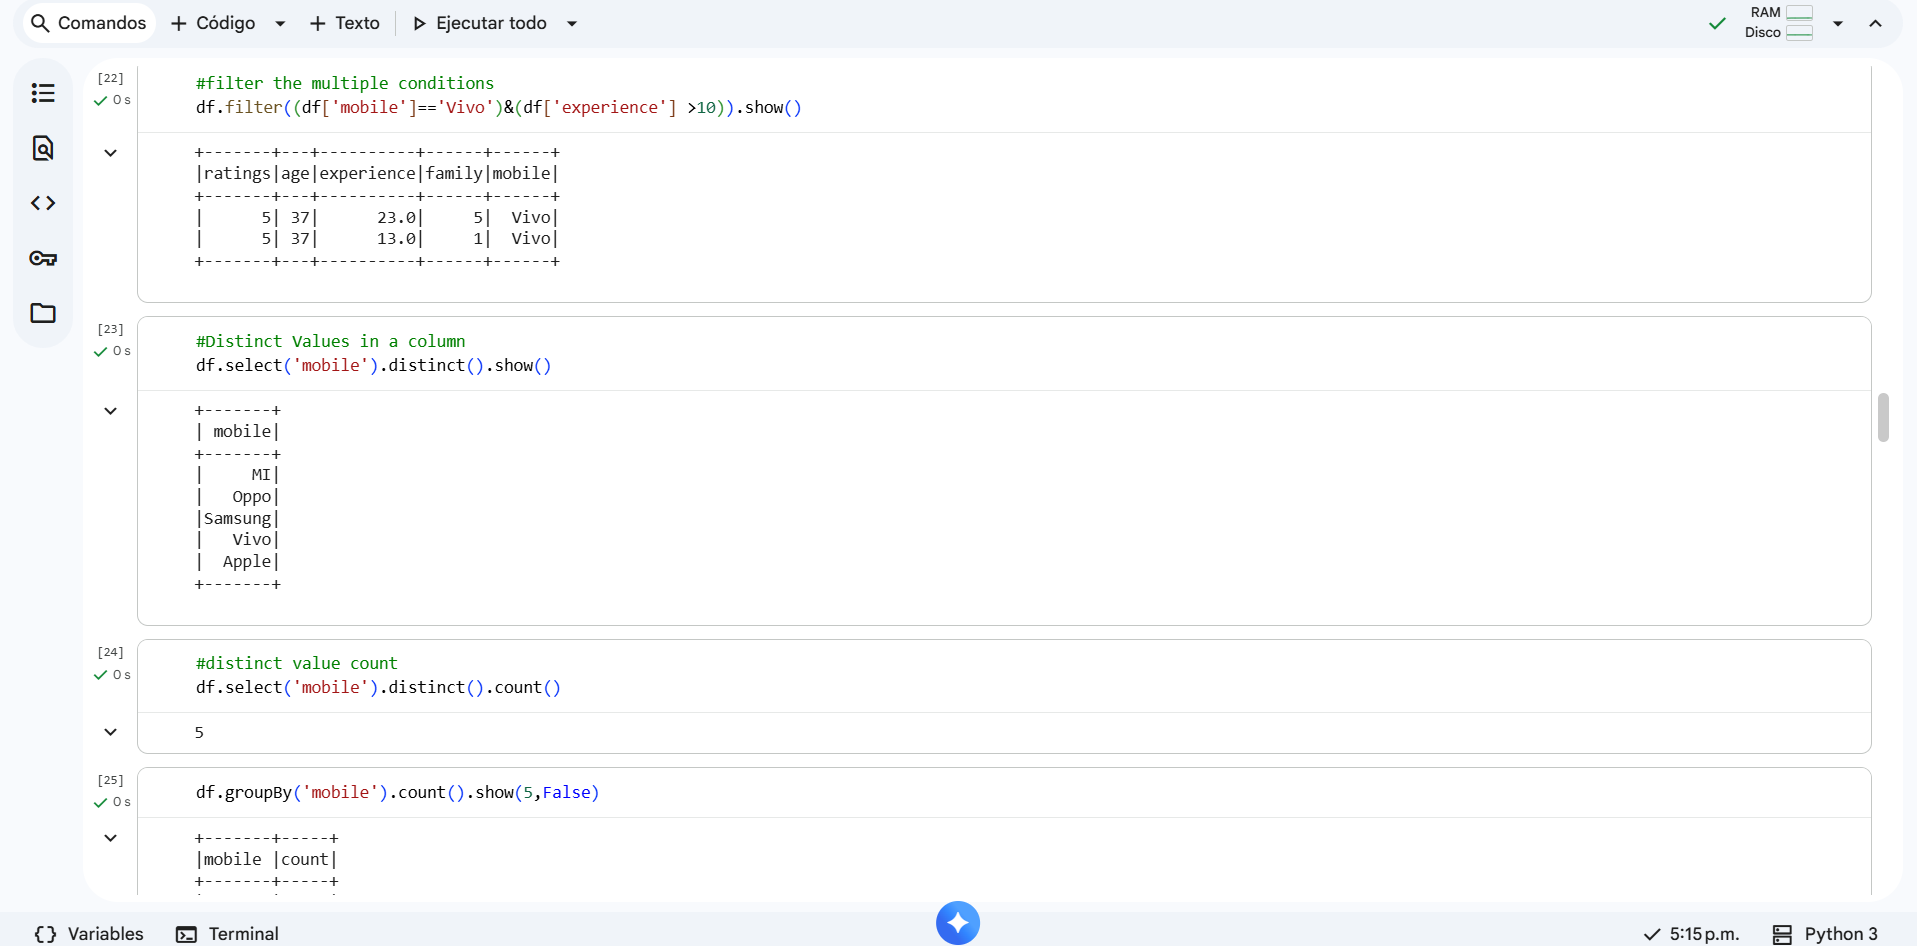 Comandos + Código + Texto Ejecutar todo RAM
Disco
[22]
0 s
#filter the multiple conditions
df.filter((df['mobile']=='Vivo')&(df['experience'] >10)).show()
+-------+---+----------+------+------+
|ratings|age|experience|family|mobile|
+-------+---+----------+------+------+
|      5| 37|      23.0|     5|  Vivo|
|      5| 37|      13.0|     1|  Vivo|
+-------+---+----------+------+------+
[23]
0 s
#Distinct Values in a column
df.select('mobile').distinct().show()
+-------+
| mobile|
+-------+
|     MI|
|   Oppo|
|Samsung|
|   Vivo|
|  Apple|
+-------+
[24]
0 s
#distinct value count
df.select('mobile').distinct().count()
5
[25]
0 s
df.groupBy('mobile').count().show(5,False)
+-------+-----+
|mobile |count|
+-------+-----+
{} Variables Terminal 5:15 p.m. Python 3